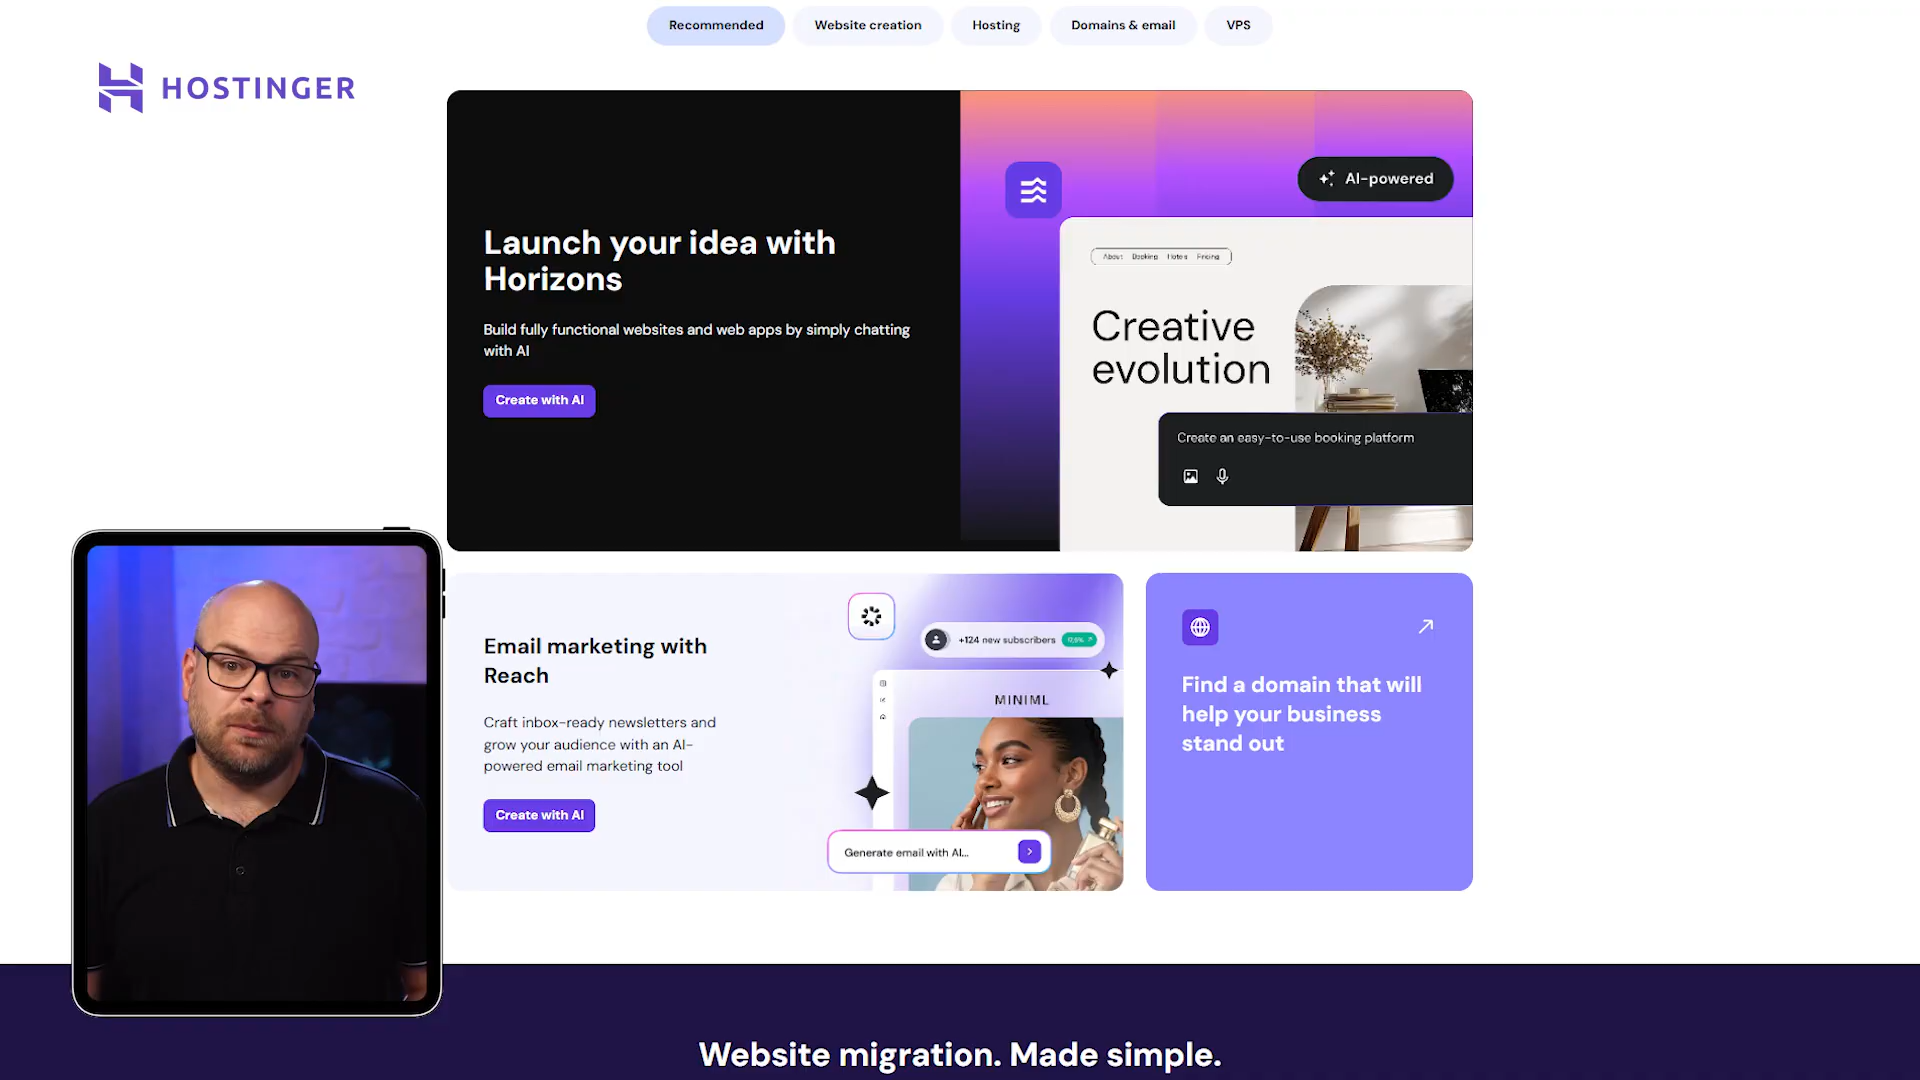 Recommended
Website creation
Hosting
Domains & email
VPS
HOSTINGER
Launch your idea with
Horizons
Build fully functional websites and web apps by simply chatting
with AI
Create with AI
AI-powered
About Booking Hotels Pricing
Creative
evolution
Create an easy-to-use booking platform
Email marketing with
Reach
Craft inbox-ready newsletters and
grow your audience with an AI-
powered email marketing tool
Create with AI
+124 new subscribers
MINIML
Generate email with AI...
Find a domain that will
help your business
stand out
Website migration. Made simple.